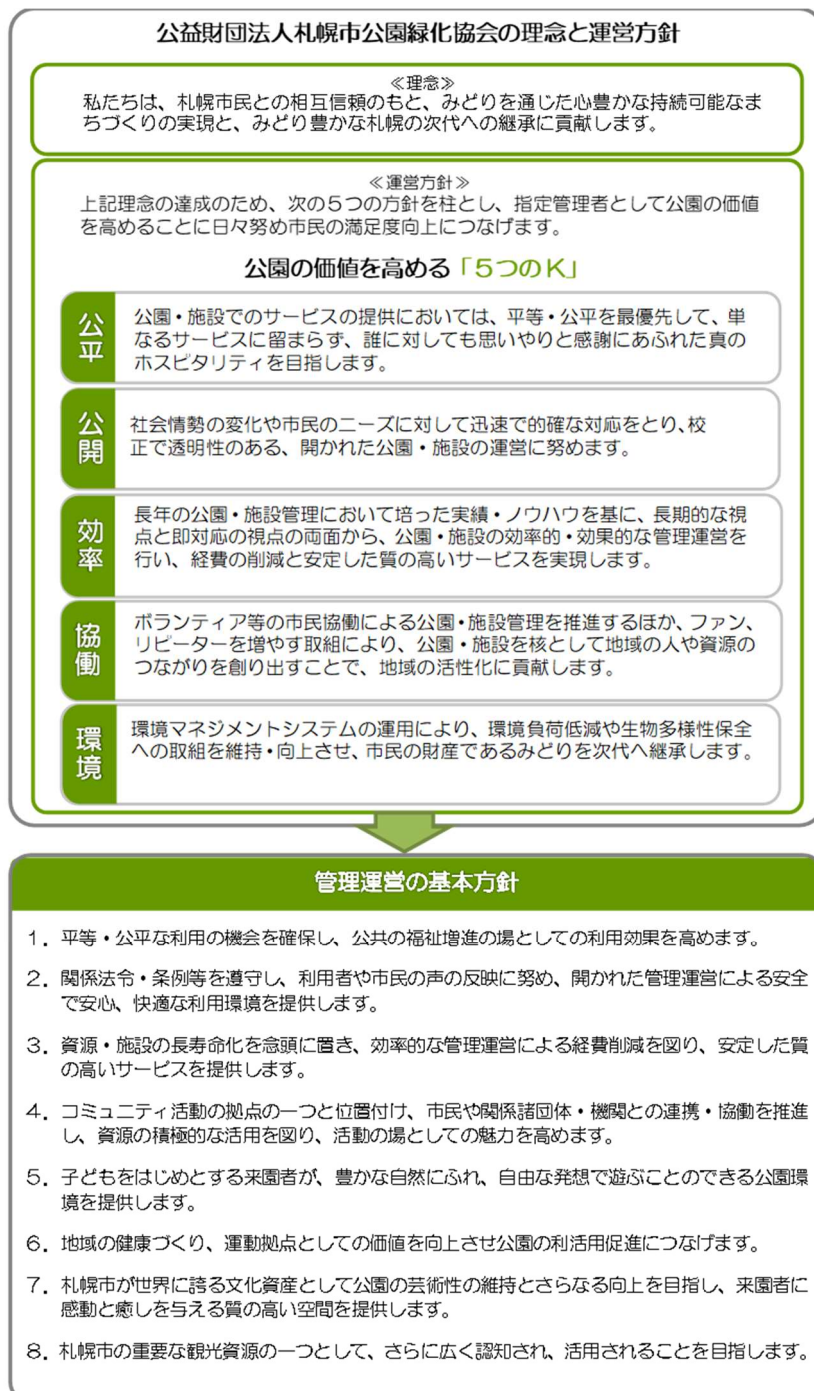 公益財団法人札幌市公園緑化協会の理念と運営方針
≪理念≫
私たちは、札幌市民との相互信頼のもと、みどりを通じた心豊かな持続可能なま
ちづくりの実現と、みどり豊かな札幌の次代への継承に貢献します。
≪運営方針≫
上記理念の達成のため、次の５つの方針を柱とし、指定管理者として公園の価値
を高めることに日々努め市民の満足度向上につなげます。
公園の価値を高める「５つのＫ」
公平
公園・施設でのサービスの提供においては、平等・公平を最優先して、単
なるサービスに留まらず、誰に対しても思いやりと感謝にあふれた真の
ホスピタリティを目指します。
公開
社会情勢の変化や市民のニーズに対して迅速で的確な対応をとり、校
正で透明性のある、開かれた公園・施設の運営に努めます。
効率
長年の公園・施設管理において培った実績・ノウハウを基に、長期的な視
点と即対応の視点の両面から、公園・施設の効率的・効果的な管理運営を
行い、経費の削減と安定した質の高いサービスを実現します。
協働
ボランティア等の市民協働による公園・施設管理を推進するほか、ファン、
リピーターを増やす取組により、公園・施設を核として地域の人や資源の
つながりを創り出すことで、地域の活性化に貢献します。
環境
環境マネジメントシステムの運用により、環境負荷低減や生物多様性保全
への取組を維持・向上させ、市民の財産であるみどりを次代へ継承します。
管理運営の基本方針
１．平等・公平な利用の機会を確保し、公共の福祉増進の場としての利用効果を高めます。
２．関係法令・条例等を遵守し、利用者や市民の声の反映に努め、開かれた管理運営による安全
で安心、快適な利用環境を提供します。
３．資源・施設の長寿命化を念頭に置き、効率的な管理運営による経費削減を図り、安定した質
の高いサービスを提供します。
４．コミュニティ活動の拠点の一つと位置付け、市民や関係諸団体・機関との連携・協働を推進
し、資源の積極的な活用を図り、活動の場としての魅力を高めます。
５．子どもをはじめとする来園者が、豊かな自然にふれ、自由な発想で遊ぶことのできる公園環
境を提供します。
６．地域の健康づくり、運動拠点としての価値を向上させ公園の利活用促進につなげます。
７．札幌市が世界に誇る文化資産として公園の芸術性の維持とさらなる向上を目指し、来園者に
感動と癒しを与える質の高い空間を提供します。
８．札幌市の重要な観光資源の一つとして、さらに広く認知され、活用されることを目指します。